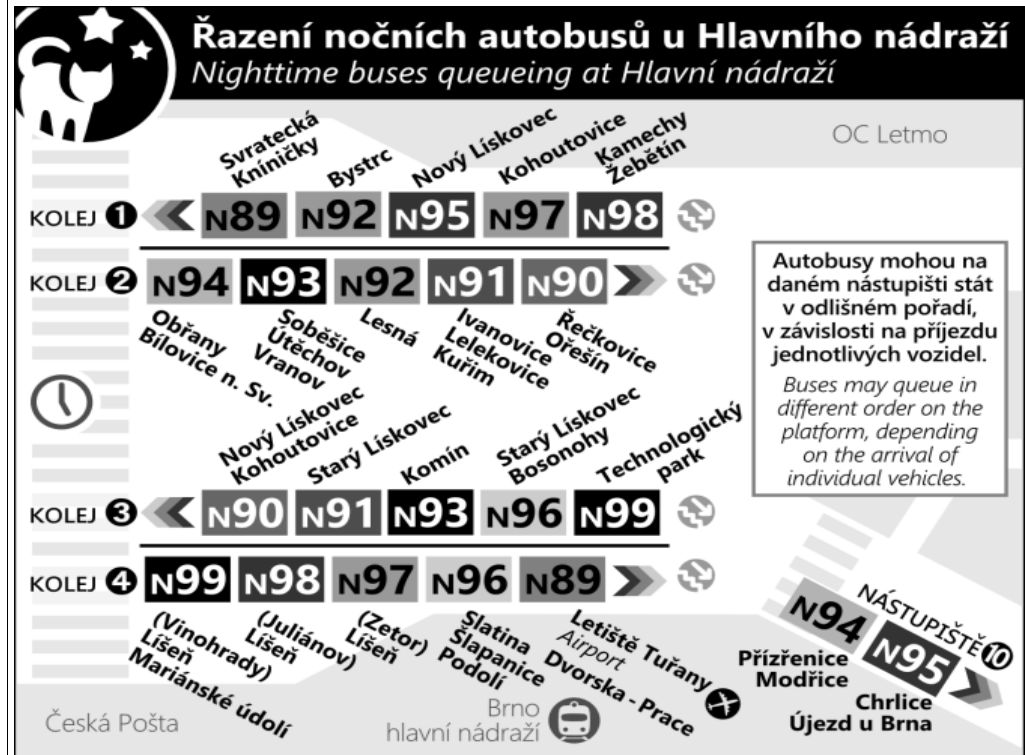 Řazení nočních autobusů u Hlavního nádraží
Nighttime buses queueing at Hlavní nádraží
OC Letmo
Svratecká
Kníničky
Bystrc
Nový Lískovec
Kohoutovice
Kamechy
Žebětín
KOLEJ 1 N89 N92 N95 N97 N98
KOLEJ 2 N94 N93 N92 N91 N90
Obřany
Bílovice n. Sv.
Soběšice
Útěchov
Vranov
Lesná
Ivanovice
Lelekovice
Kuřim
Řečkovice
Ořešín
Autobusy mohou na
daném nástupišti stát
v odlišném pořadí,
v závislosti na příjezdu
jednotlivých vozidel.
Buses may queue in
different order on the
platform, depending
on the arrival of
individual vehicles.
Nový Lískovec
Kohoutovice
Starý Lískovec
Komín
Starý Lískovec
Bosonohy
Technologický
park
KOLEJ 3 N90 N91 N93 N96 N99
KOLEJ 4 N99 N98 N97 N96 N89
(Vinohrady)
Líšeň
Mariánské údolí
(Juliánov)
Líšeň
(Zetor)
Líšeň
Slatina
Šlapanice
Podolí
Letiště Tuřany
Airport
Dvorska - Prace
NÁSTUPIŠTĚ 10
N94 N95
Přízřenice
Modřice
Chrlice
Újezd u Brna
Česká Pošta
Brno
hlavní nádraží